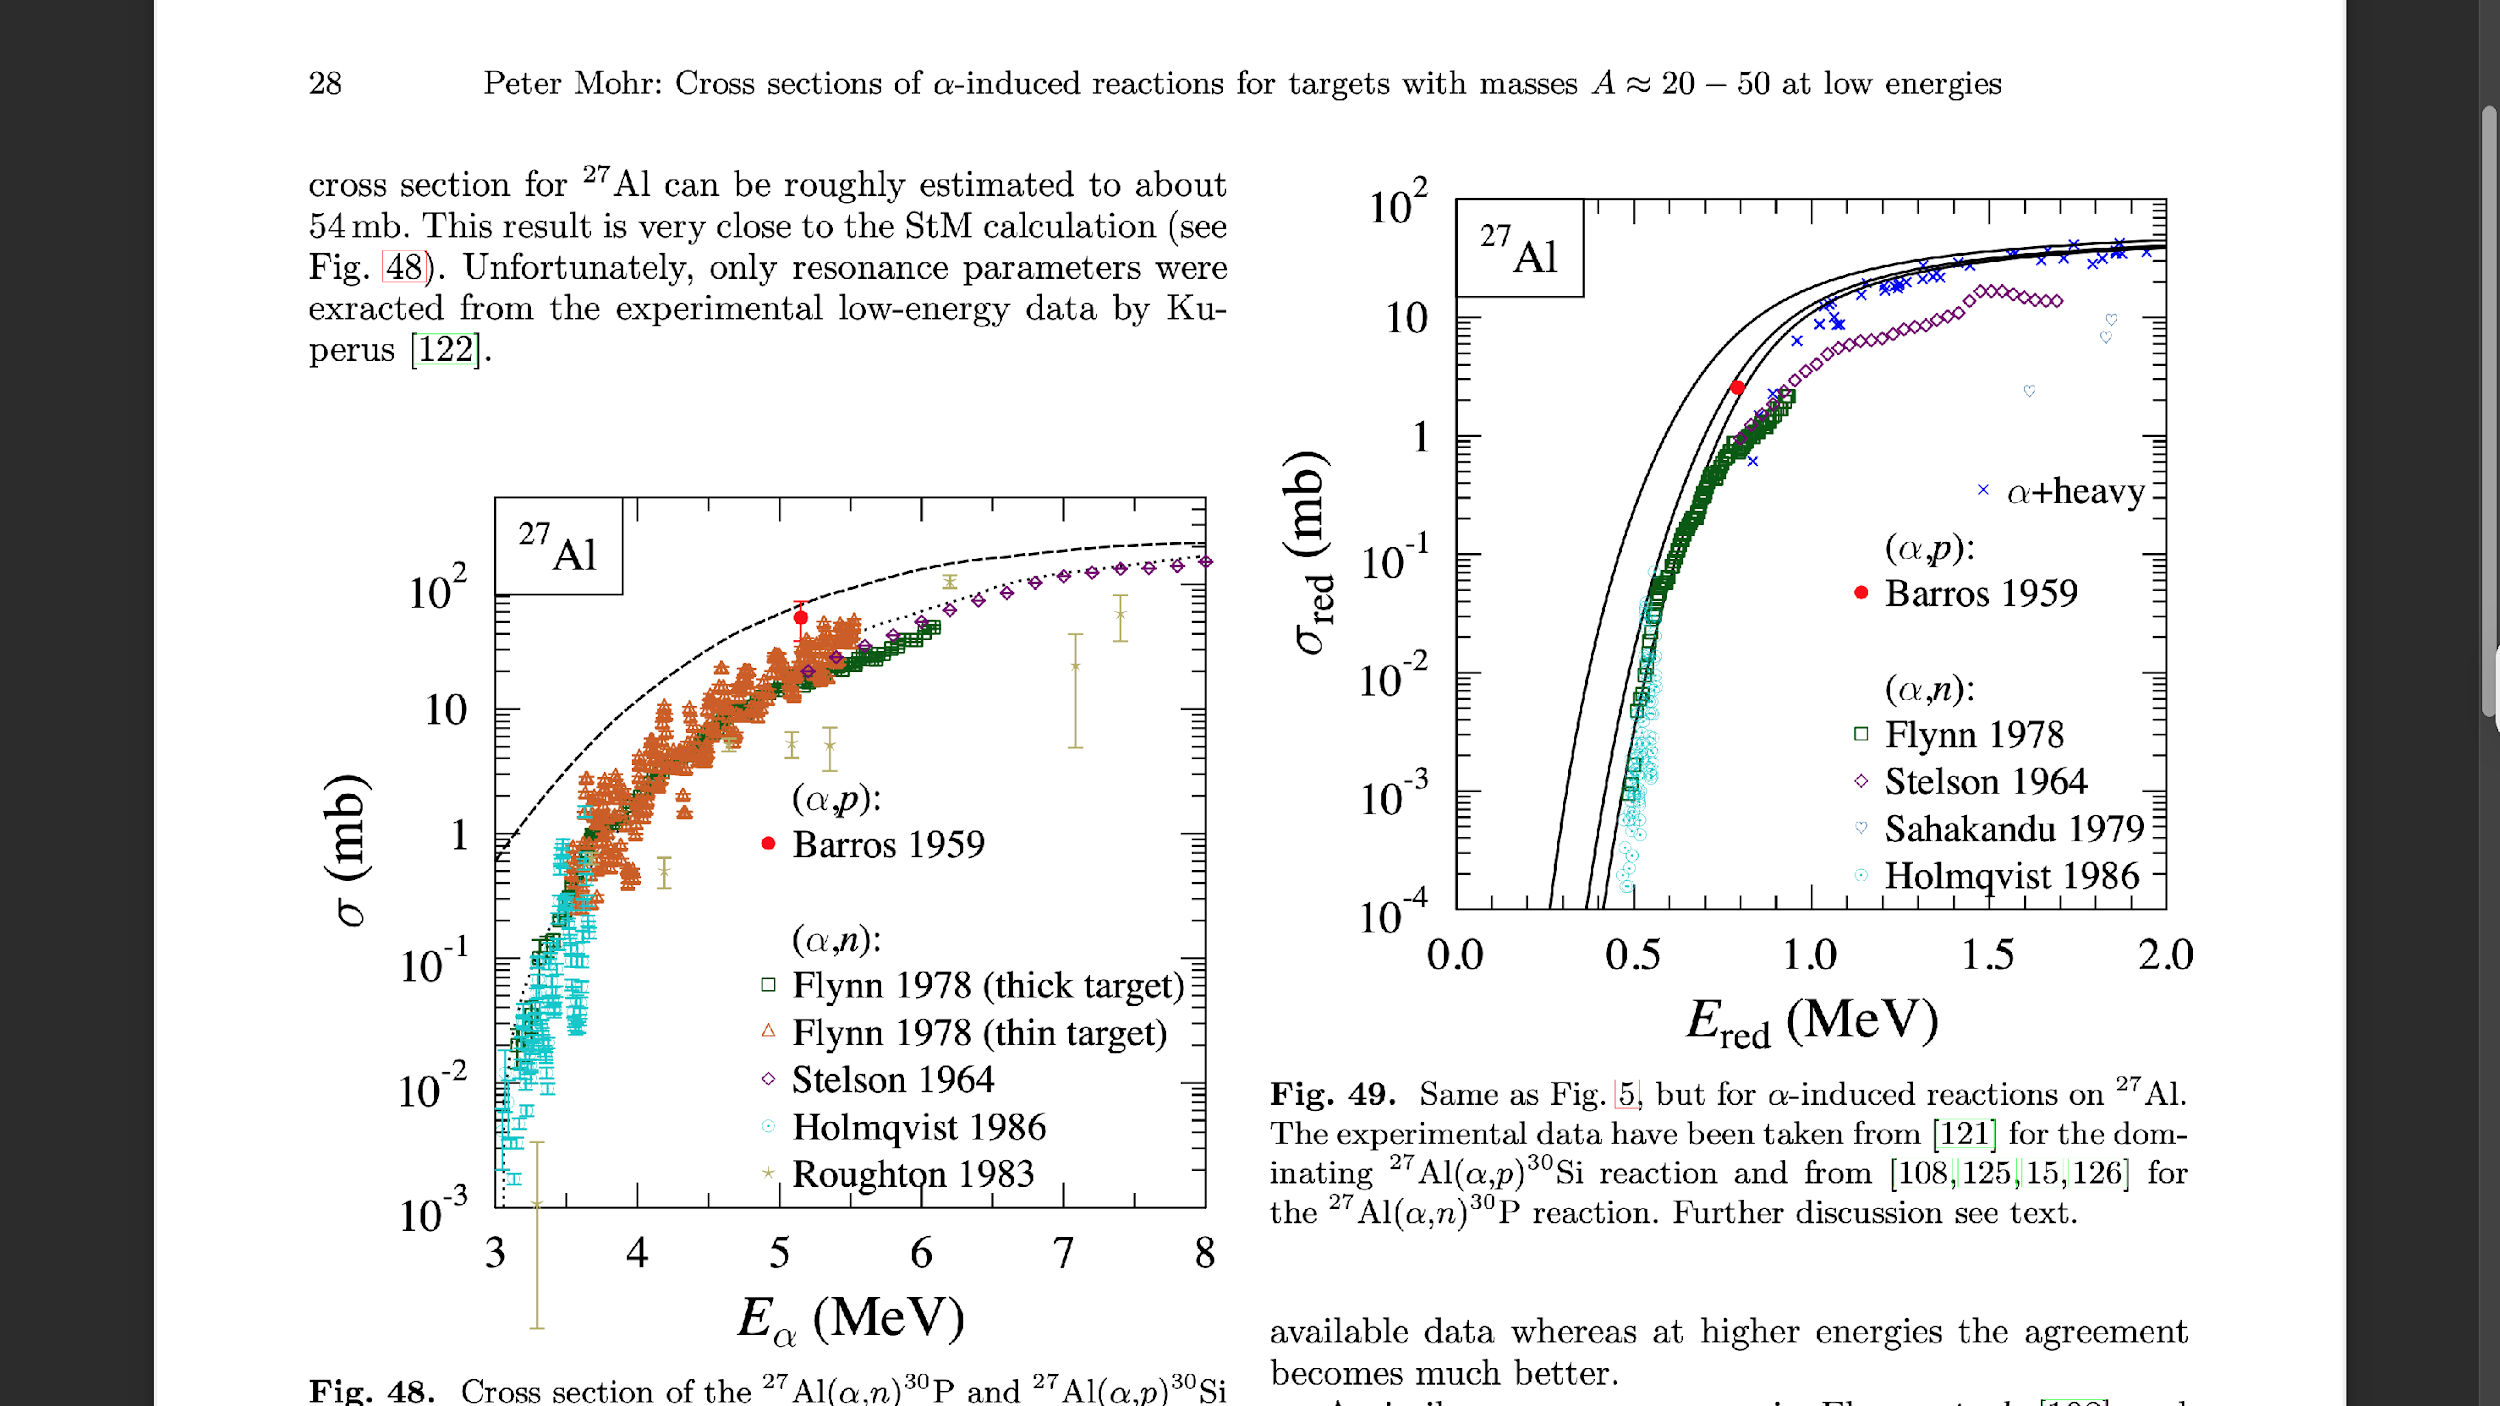 28 Peter Mohr: Cross sections of α-induced reactions for targets with masses A ≈ 20 − 50 at low energies
cross section for ²⁷Al can be roughly estimated to about
54 mb. This result is very close to the StM calculation (see
Fig. 48). Unfortunately, only resonance parameters were
exracted from the experimental low-energy data by Ku-
perus [122].
²⁷Al
10²
10
1
10⁻¹
10⁻²
10⁻³
σ (mb)
(α,p):
Barros 1959
(α,n):
Flynn 1978 (thick target)
Flynn 1978 (thin target)
Stelson 1964
Holmqvist 1986
Roughton 1983
3 4 5 6 7 8
E_α (MeV)
Fig. 48. Cross section of the ²⁷Al(α,n)³⁰P and ²⁷Al(α,p)³⁰Si
²⁷Al
10²
10
1
10⁻¹
10⁻²
10⁻³
10⁻⁴
σ_red (mb)
α+heavy
(α,p):
Barros 1959
(α,n):
Flynn 1978
Stelson 1964
Sahakandu 1979
Holmqvist 1986
0.0 0.5 1.0 1.5 2.0
E_red (MeV)
Fig. 49. Same as Fig. 5, but for α-induced reactions on ²⁷Al.
The experimental data have been taken from [121] for the dom-
inating ²⁷Al(α,p)³⁰Si reaction and from [108,125,15,126] for
the ²⁷Al(α,n)³⁰P reaction. Further discussion see text.
available data whereas at higher energies the agreement
becomes much better.